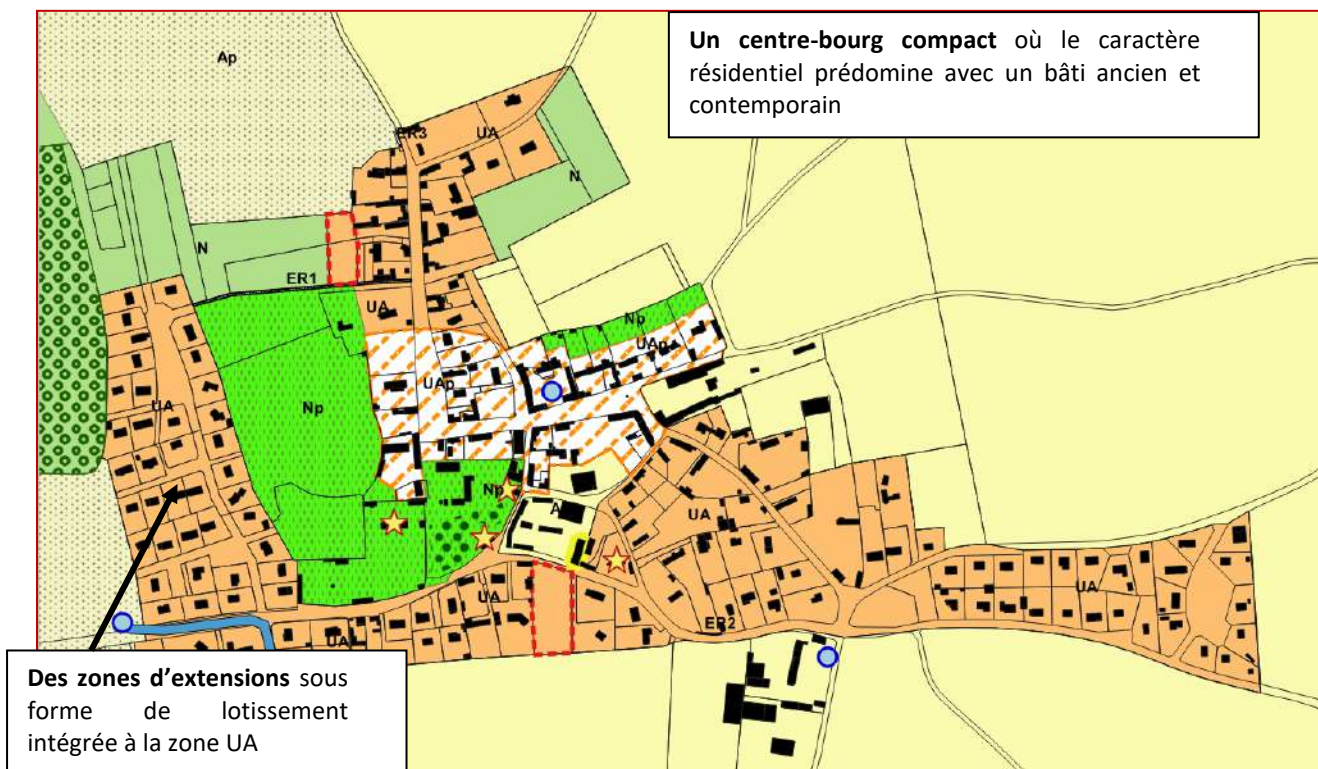 Un centre-bourg compact où le caractère
résidentiel prédomine avec un bâti ancien et
contemporain
Ap
ER3
UA
N
N
ER1
UA
Np
UAp
UAp
UA
Np
Np
A
UA
UA
UA
ER2
UA
Des zones d’extensions sous
forme de lotissement
intégrée à la zone UA